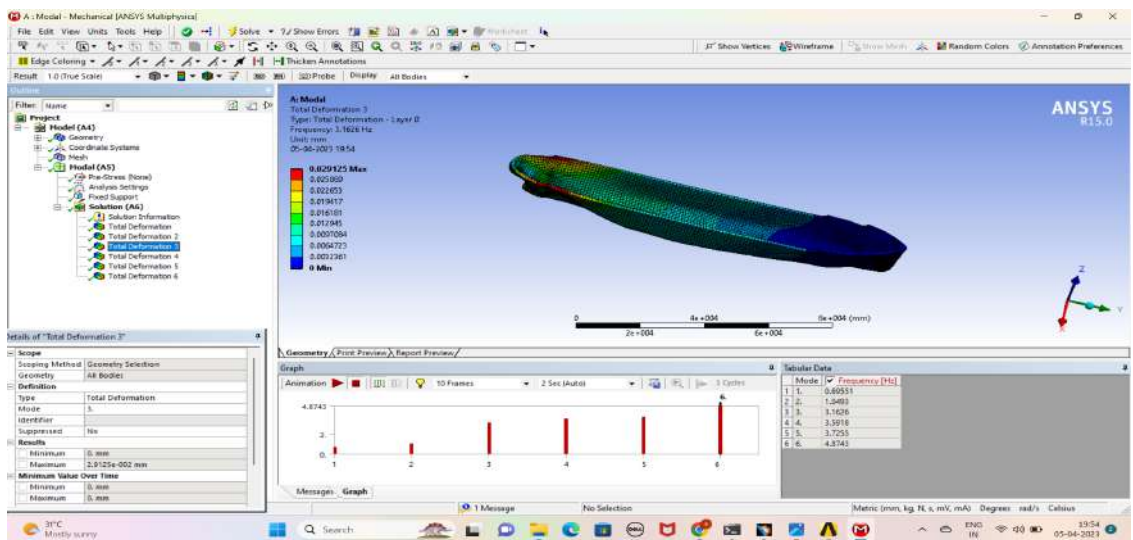 A : Modal - Mechanical [ANSYS Multiphysics]
File Edit View Units Tools Help Solve ?/ Show Errors Worksheet
Show Vertices Wireframe Show Mesh Random Colors Annotation Preferences
Edge Coloring Thicken Annotations
Result 1.0 (True Scale) Probe Display All Bodies
Outline
Filter: Name
Project
Model (A4)
Geometry
Coordinate Systems
Mesh
Modal (A5)
Pre-Stress (None)
Analysis Settings
Fixed Support
Solution (A6)
Solution Information
Total Deformation
Total Deformation 2
Total Deformation 3
Total Deformation 4
Total Deformation 5
Total Deformation 6
A: Modal
Total Deformation 3
Type: Total Deformation - Layer 0
Frequency: 3.1626 Hz
Unit: mm
05-04-2023 19:54
0.029125 Max
0.025889
0.022653
0.019417
0.016181
0.012945
0.0097084
0.0064723
0.0032361
0 Min
ANSYS
R15.0
Z
Y
0 4e+004 8e+004 (mm)
2e+004 6e+004
Geometry Print Preview Report Preview
Details of "Total Deformation 3"
Scope
Scoping Method Geometry Selection
Geometry All Bodies
Definition
Type Total Deformation
Mode 3.
Identifier
Suppressed No
Results
Minimum 0. mm
Maximum 2.9125e-002 mm
Minimum Value Over Time
Minimum 0. mm
Maximum 0. mm
Graph
Animation 10 Frames 2 Sec (Auto) 3 Cycles
6.
4.8743
2.
0.
1 2 3 4 5 6
Messages Graph
Tabular Data
Mode Frequency [Hz]
1 1. 0.69531
2 2.
3 3. 3.1626
4 4. 3.5918
5 5. 3.7255
6 6. 4.8743
1 Message No Selection Metric (mm, kg, N, s, mV, mA) Degrees rad/s Celsius
31°C
Mostly sunny
Search
ENG
IN
19:54
05-04-2023